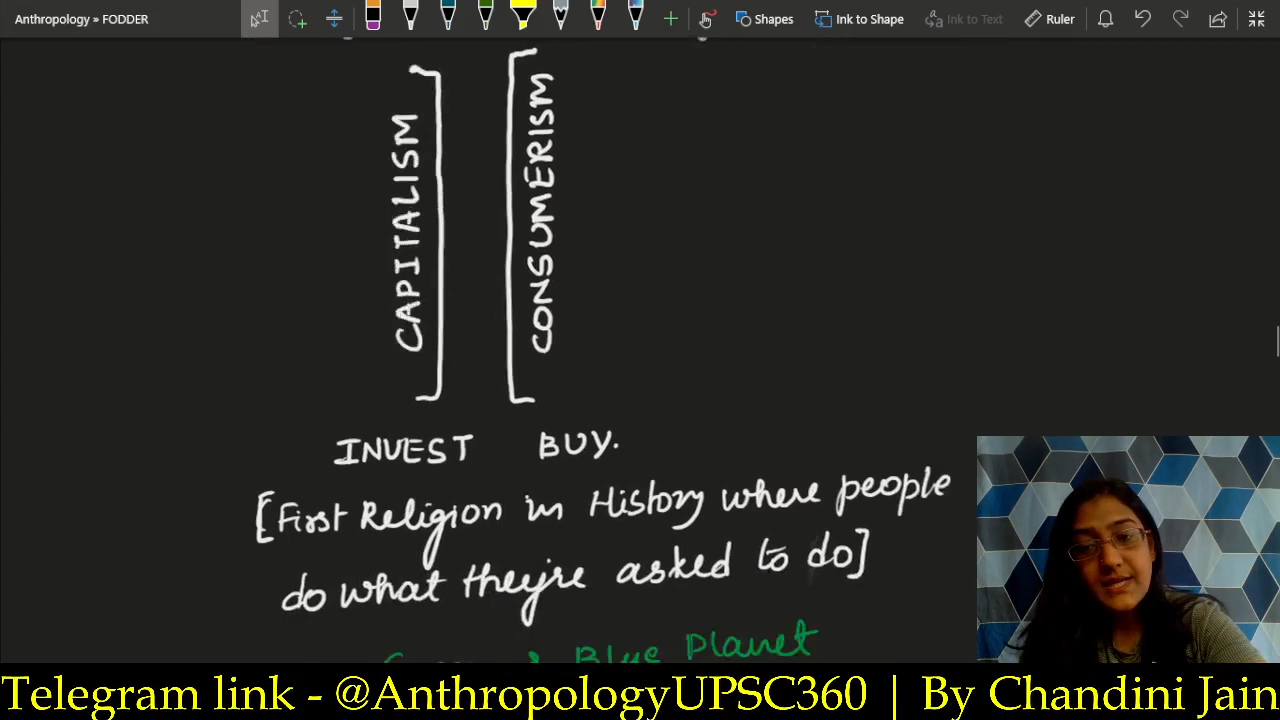 Anthropology » FODDER
Shapes
Ink to Shape
Ink to Text
Ruler
CAPITALISM
CONSUMERISM
INVEST BUY.
[First Religion in History where people
do what they're asked to do]
Blue Planet
Telegram link - @AnthropologyUPSC360 | By Chandini Jain